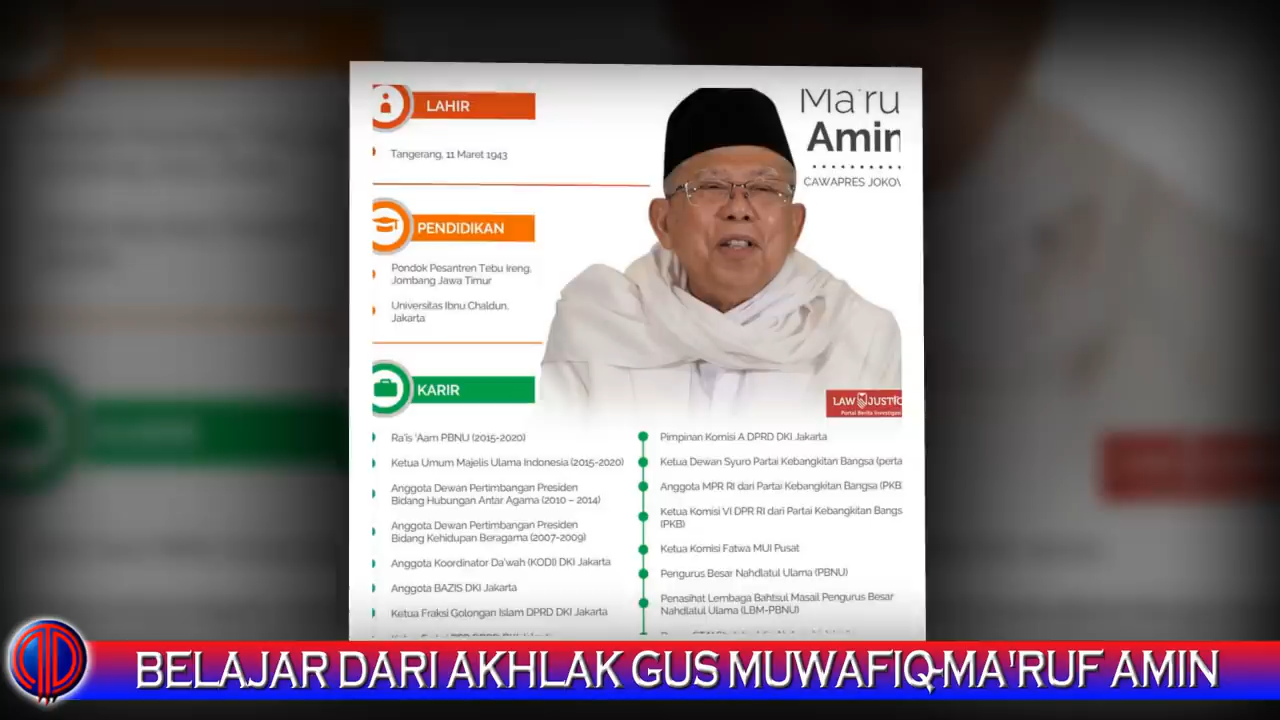 LAHIR
Tangerang, 11 Maret 1943
PENDIDIKAN
Pondok Pesantren Tebu Ireng,
Jombang Jawa Timur
Universitas Ibnu Chaldun,
Jakarta
Ma'ru
Amin
CAWAPRES JOKOV
LAW JUSTIC
Portal Berita Investigasi
KARIR
Ra'is 'Aam PBNU (2015-2020)
Ketua Umum Majelis Ulama Indonesia (2015-2020)
Anggota Dewan Pertimbangan Presiden
Bidang Hubungan Antar Agama (2010 – 2014)
Anggota Dewan Pertimbangan Presiden
Bidang Kehidupan Beragama (2007-2009)
Anggota Koordinator Da'wah (KODI) DKI Jakarta
Anggota BAZIS DKI Jakarta
Ketua Fraksi Golongan Islam DPRD DKI Jakarta
Pimpinan Komisi A DPRD DKI Jakarta
Ketua Dewan Syuro Partai Kebangkitan Bangsa (perta
Anggota MPR RI dari Partai Kebangkitan Bangsa (PKB
Ketua Komisi VI DPR RI dari Partai Kebangkitan Bangs
(PKB)
Ketua Komisi Fatwa MUI Pusat
Pengurus Besar Nahdlatul Ulama (PBNU)
Penasihat Lembaga Bahtsul Masail Pengurus Besar
Nahdlatul Ulama (LBM-PBNU)
BELAJAR DARI AKHLAK GUS MUWAFIQ-MA'RUF AMIN